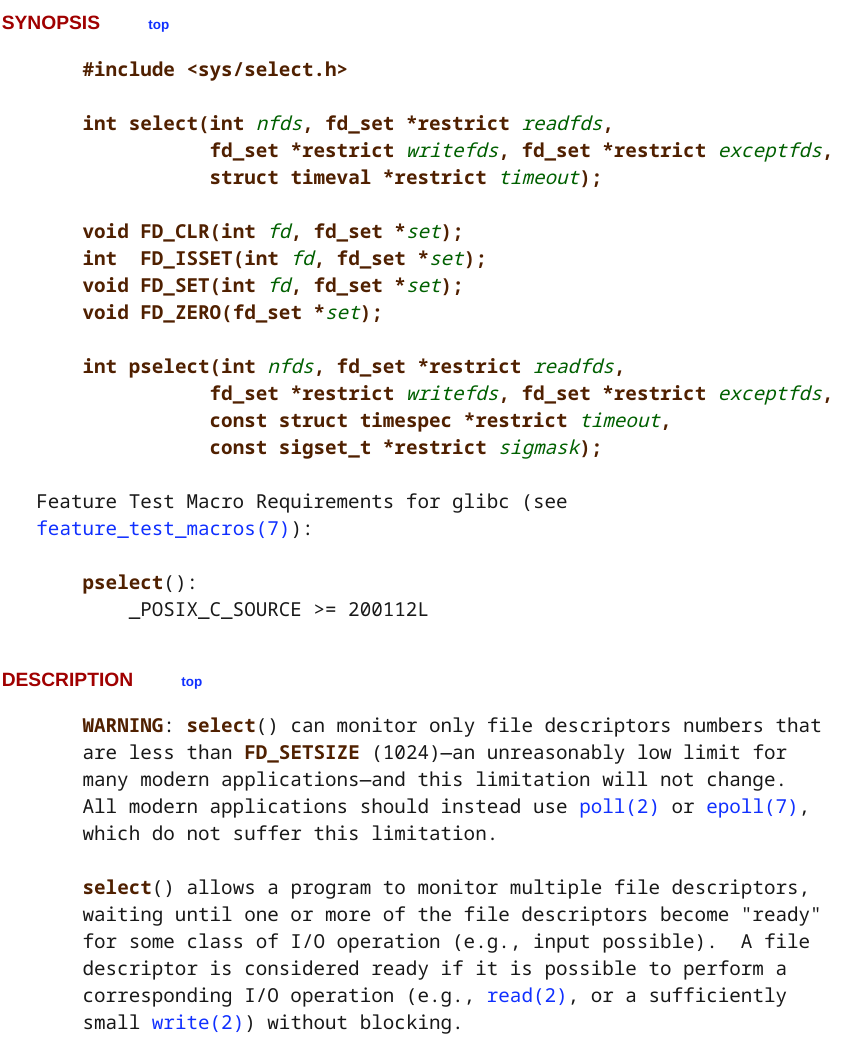 SYNOPSIS top
#include <sys/select.h>
int select(int nfds, fd_set *restrict readfds,
fd_set *restrict writefds, fd_set *restrict exceptfds,
struct timeval *restrict timeout);
void FD_CLR(int fd, fd_set *set);
int  FD_ISSET(int fd, fd_set *set);
void FD_SET(int fd, fd_set *set);
void FD_ZERO(fd_set *set);
int pselect(int nfds, fd_set *restrict readfds,
fd_set *restrict writefds, fd_set *restrict exceptfds,
const struct timespec *restrict timeout,
const sigset_t *restrict sigmask);
Feature Test Macro Requirements for glibc (see
feature_test_macros(7)):
pselect():
_POSIX_C_SOURCE >= 200112L
DESCRIPTION top
WARNING: select() can monitor only file descriptors numbers that
are less than FD_SETSIZE (1024)—an unreasonably low limit for
many modern applications—and this limitation will not change.
All modern applications should instead use poll(2) or epoll(7),
which do not suffer this limitation.
select() allows a program to monitor multiple file descriptors,
waiting until one or more of the file descriptors become "ready"
for some class of I/O operation (e.g., input possible).  A file
descriptor is considered ready if it is possible to perform a
corresponding I/O operation (e.g., read(2), or a sufficiently
small write(2)) without blocking.